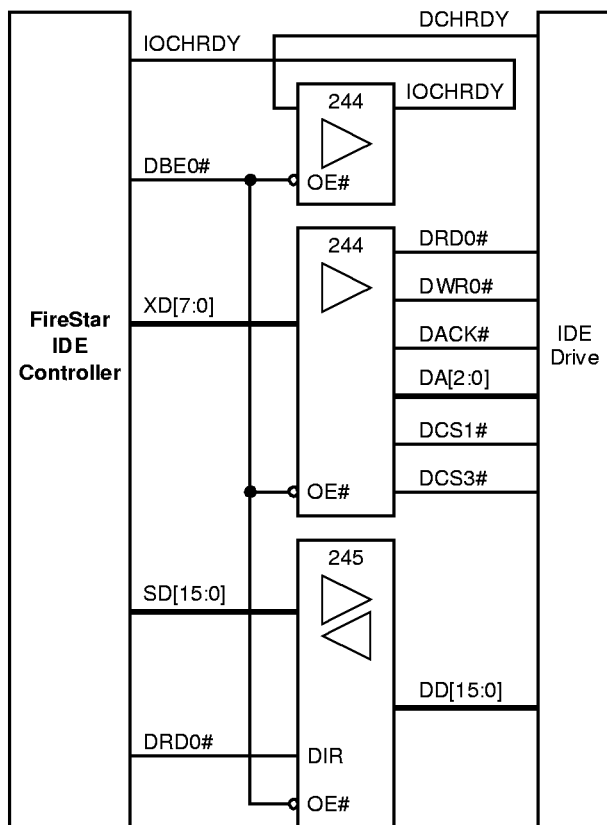 DCHRDY
IOCHRDY
244
IOCHRDY
DBE0#
OE#
244
DRD0#
XD[7:0]
DWR0#
FireStar
IDE
Controller
DACK#
IDE
Drive
DA[2:0]
DCS1#
OE#
DCS3#
245
SD[15:0]
DD[15:0]
DRD0#
DIR
OE#